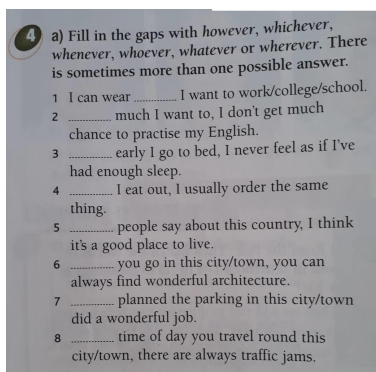 4 a) Fill in the gaps with however, whichever,
whenever, whoever, whatever or wherever. There
is sometimes more than one possible answer.
1 I can wear ............ I want to work/college/school.
2 ............ much I want to, I don't get much
chance to practise my English.
3 ............ early I go to bed, I never feel as if I've
had enough sleep.
4 ............ I eat out, I usually order the same
thing.
5 ............ people say about this country, I think
it's a good place to live.
6 ............ you go in this city/town, you can
always find wonderful architecture.
7 ............ planned the parking in this city/town
did a wonderful job.
8 ............ time of day you travel round this
city/town, there are always traffic jams.